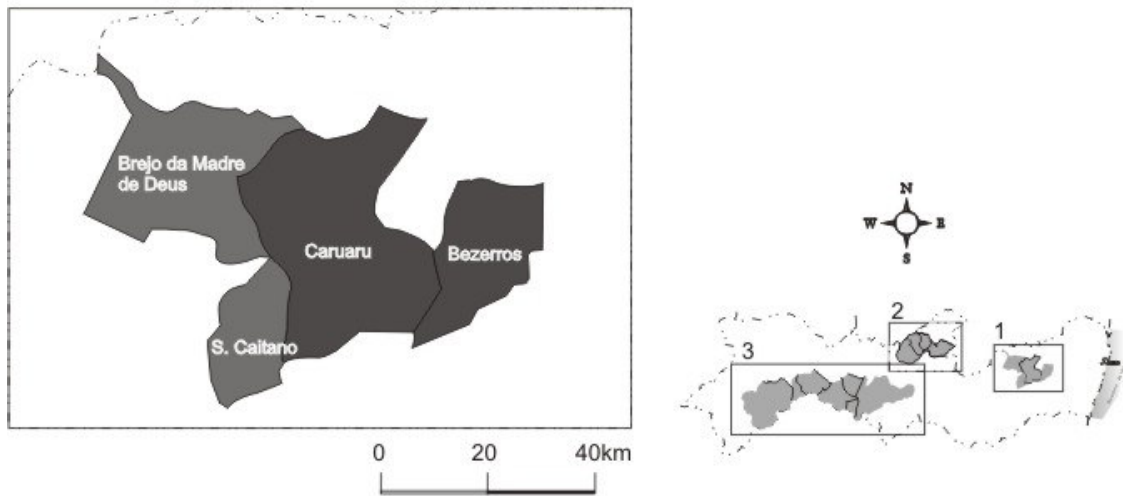 Brejo da Madre
de Deus
Caruaru
Bezerros
S. Caitano
0 20 40km
N
W E
S
2
1
3